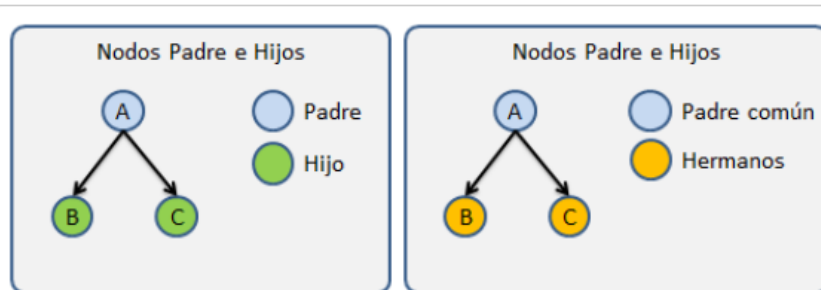 Nodos Padre e Hijos
A
Padre
Hijo
B
C
Nodos Padre e Hijos
A
Padre común
Hermanos
B
C